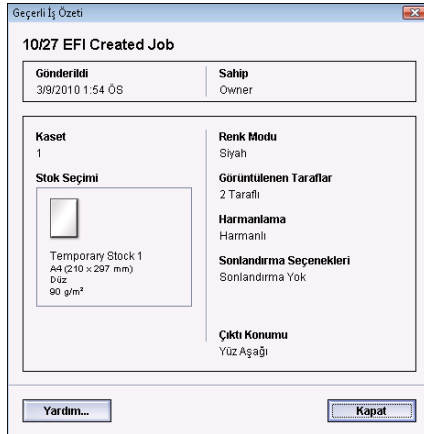 Geçerli İş Özeti
10/27 EFI Created Job
Gönderildi
3/9/2010 1:54 ÖS
Sahip
Owner
Kaset
1
Stok Seçimi
Temporary Stock 1
A4 (210 x 297 mm)
Düz
90 g/m²
Renk Modu
Siyah
Görüntülenen Taraflar
2 Taraflı
Harmanlama
Harmanlı
Sonlandırma Seçenekleri
Sonlandırma Yok
Çıktı Konumu
Yüz Aşağı
Yardım...
Kapat